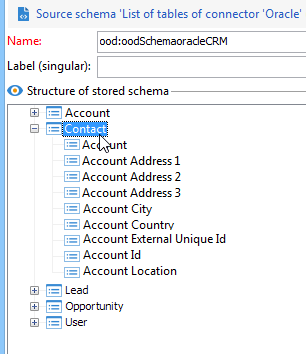 Source schema 'List of tables of connector 'Oracle'
Name:
ood:oodSchemaoracleCRM
Label (singular):
Structure of stored schema
Account
Contact
Account
Account Address 1
Account Address 2
Account Address 3
Account City
Account Country
Account External Unique Id
Account Id
Account Location
Lead
Opportunity
User